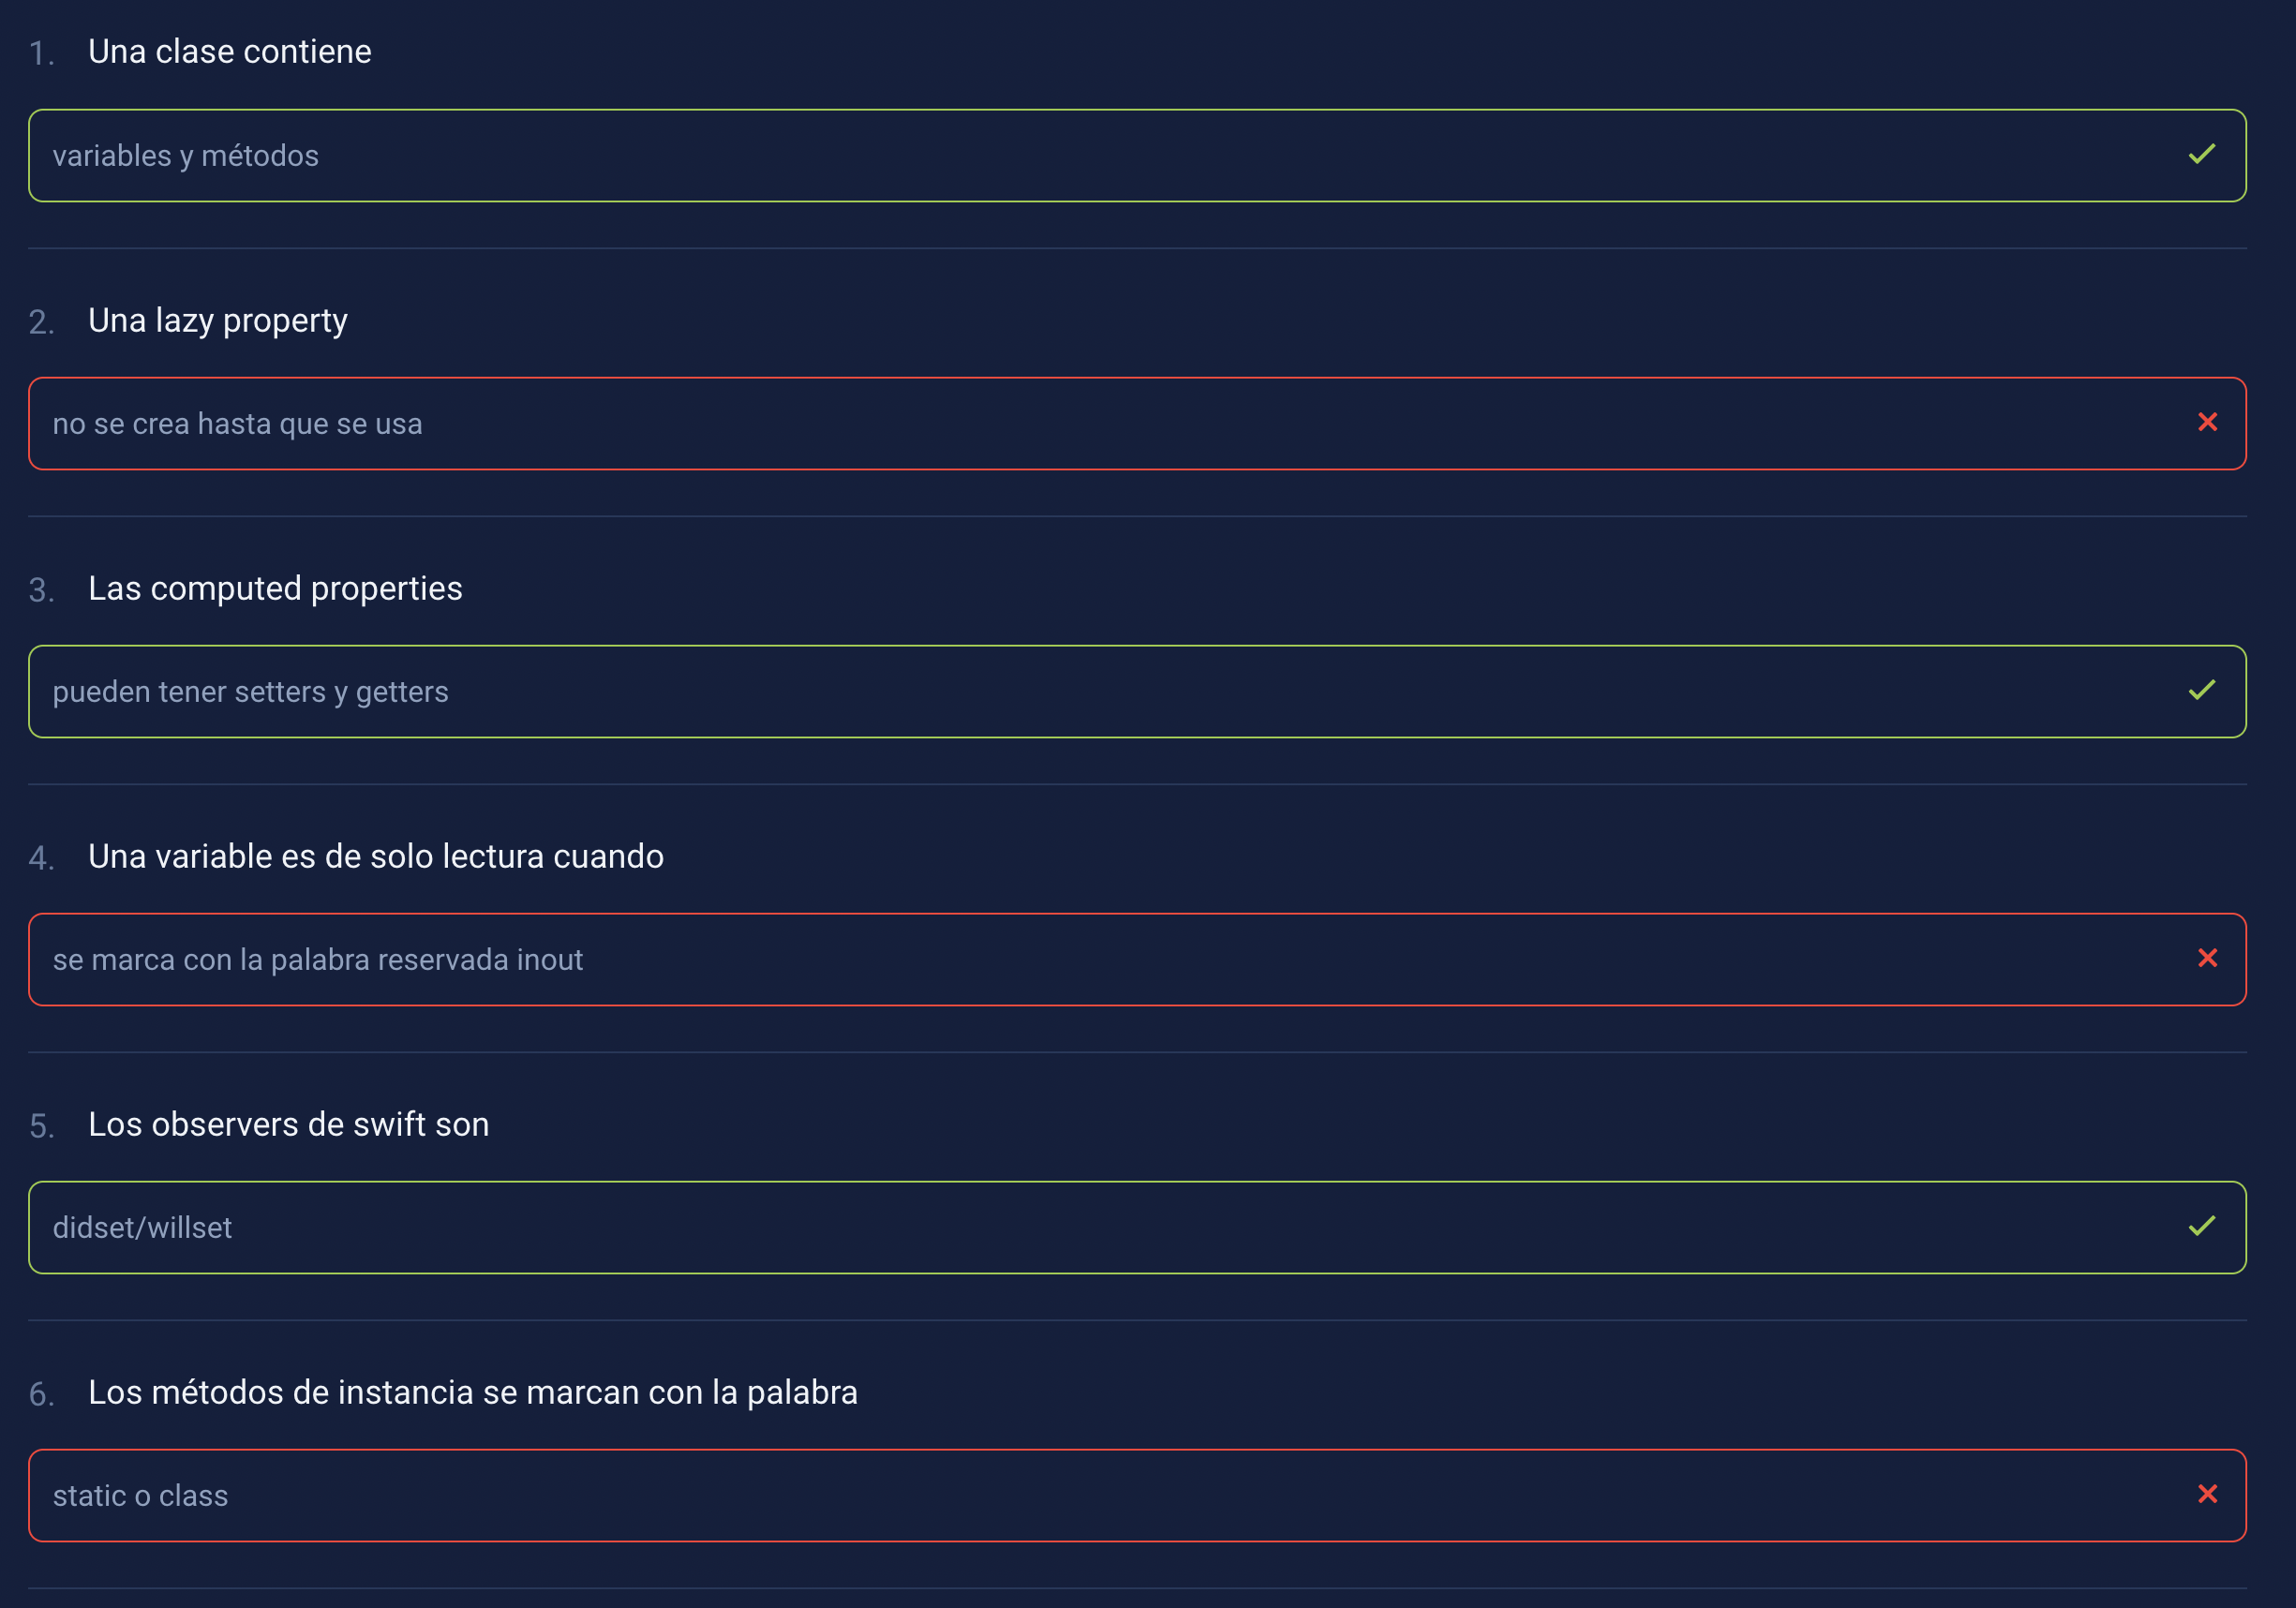 1. Una clase contiene
variables y métodos
2. Una lazy property
no se crea hasta que se usa
3. Las computed properties
pueden tener setters y getters
4. Una variable es de solo lectura cuando
se marca con la palabra reservada inout
5. Los observers de swift son
didset/willset
6. Los métodos de instancia se marcan con la palabra
static o class